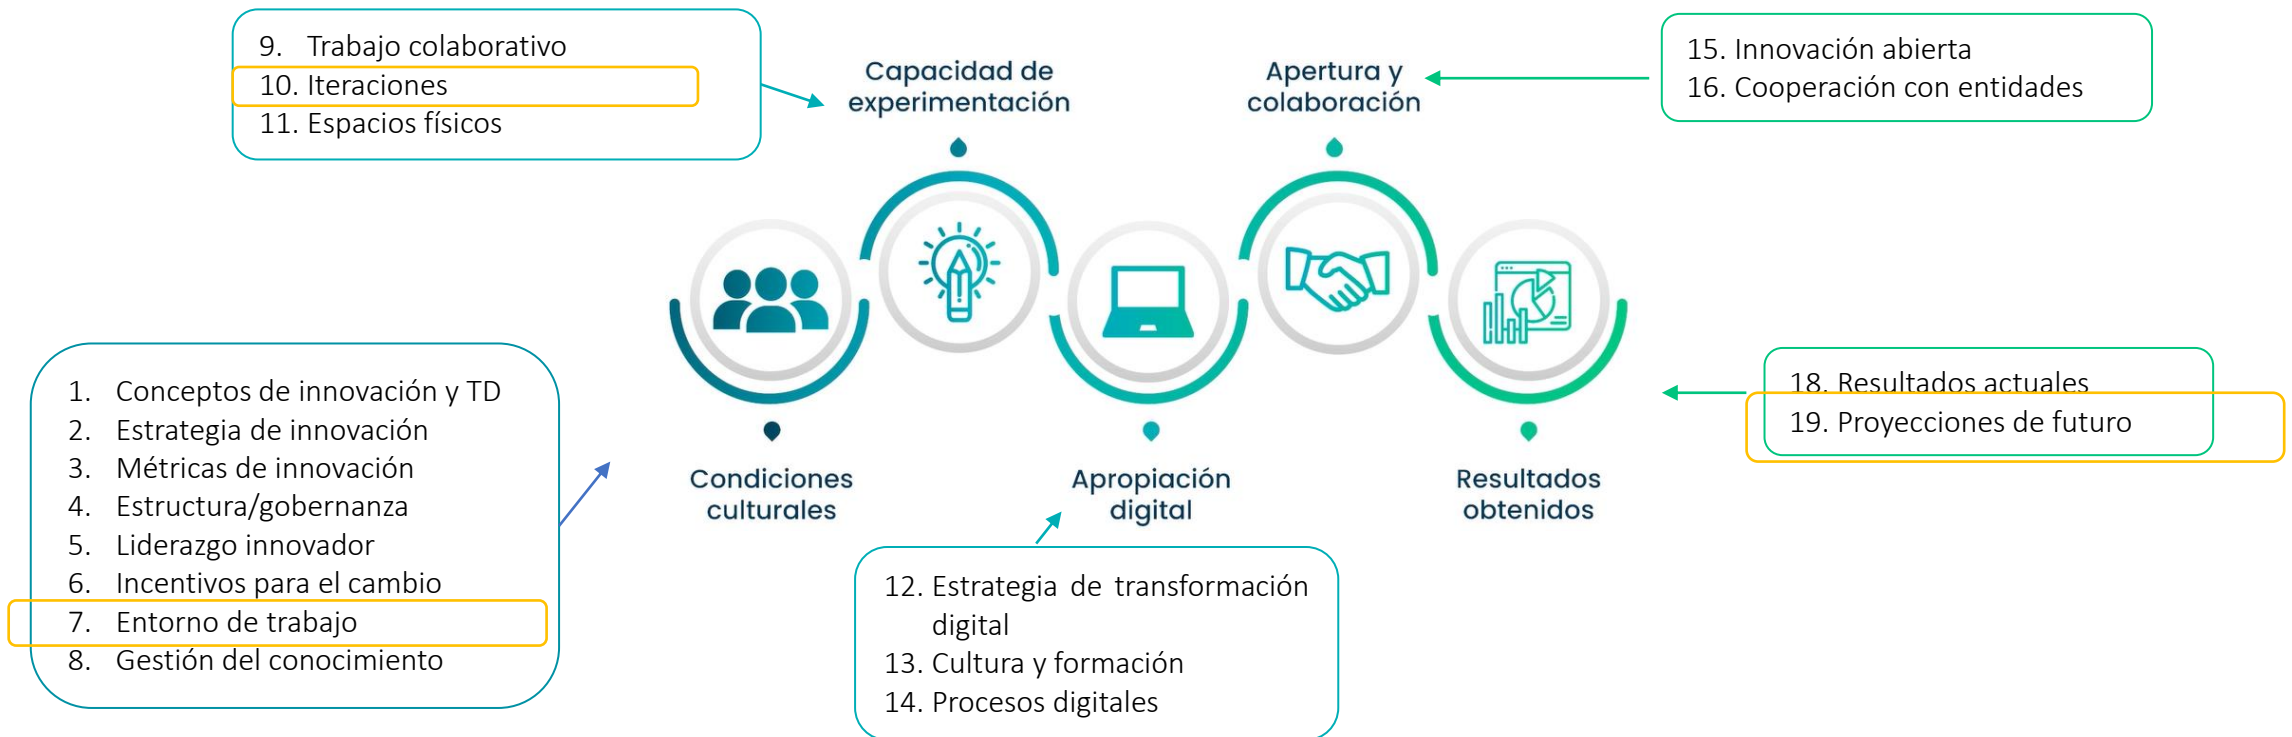 9. Trabajo colaborativo
10. Iteraciones
11. Espacios físicos
Capacidad de
experimentación
Apertura y
colaboración
15. Innovación abierta
16. Cooperación con entidades
1. Conceptos de innovación y TD
2. Estrategia de innovación
3. Métricas de innovación
4. Estructura/gobernanza
5. Liderazgo innovador
6. Incentivos para el cambio
7. Entorno de trabajo
8. Gestión del conocimiento
Condiciones
culturales
Apropiación
digital
Resultados
obtenidos
18. Resultados actuales
19. Proyecciones de futuro
12. Estrategia de transformación
digital
13. Cultura y formación
14. Procesos digitales